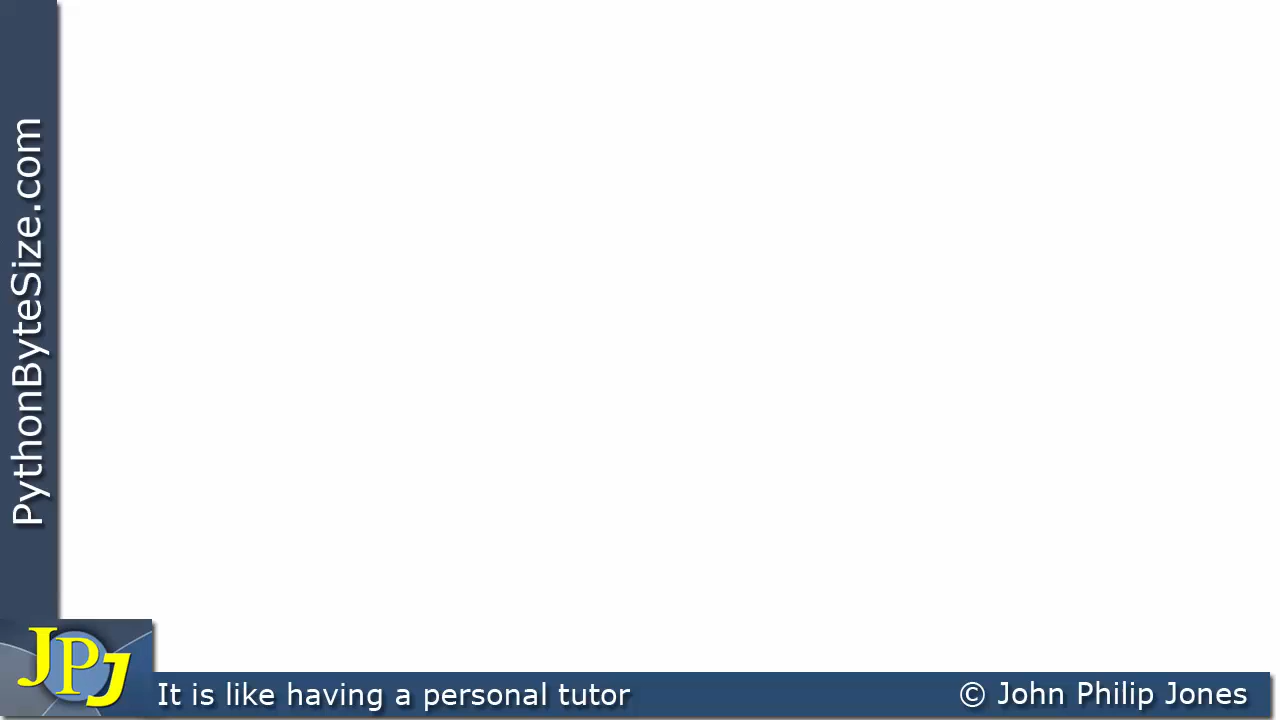 PythonByteSize.com
JPJ
It is like having a personal tutor
© John Philip Jones